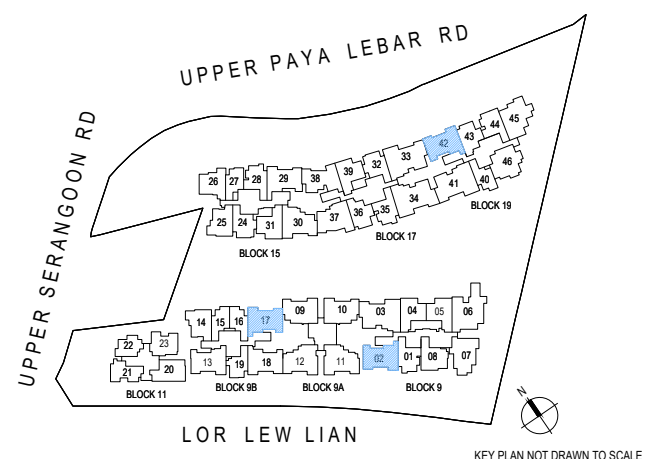 UPPER PAYA LEBAR RD
UPPER SERANGOON RD
26 27 28 29 38 39 32 33 42 43 44 45
25 24 31 30 37 36 35 34 41 40 46
BLOCK 15
BLOCK 17
BLOCK 19
14 15 16 17 09 10 03 04 05 06
22 23
21 20
13 19 18 12 11 02 01 08 07
BLOCK 11
BLOCK 9B
BLOCK 9A
BLOCK 9
LOR LEW LIAN
N
KEY PLAN NOT DRAWN TO SCALE